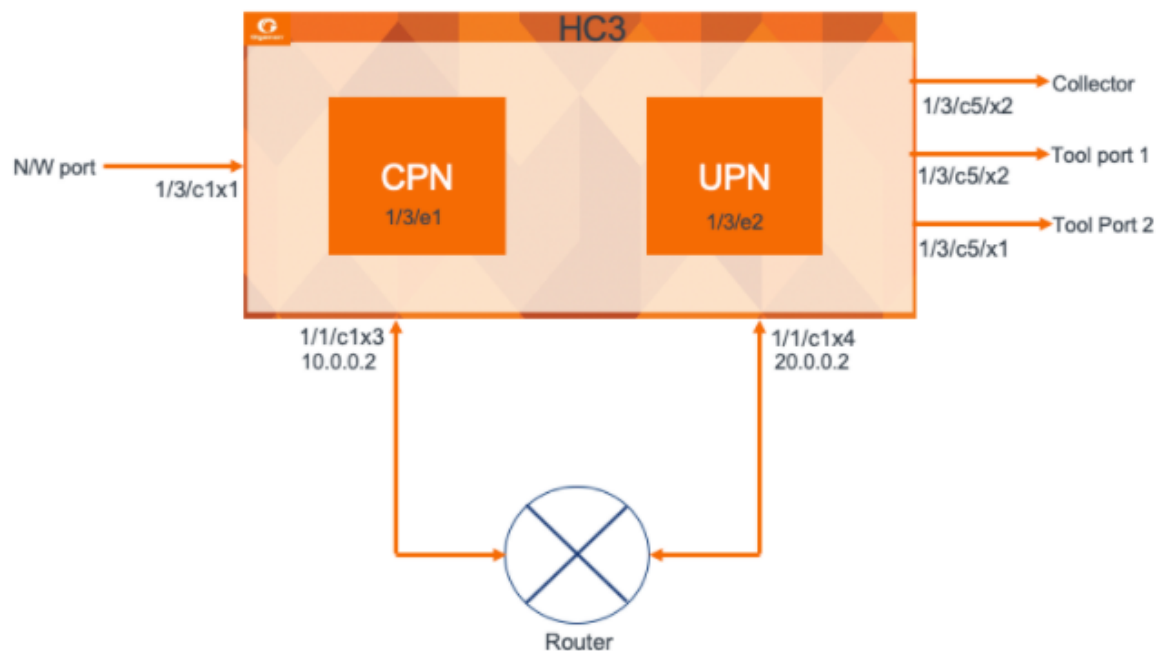 HC3
Collector
1/3/c5/x2
N/W port
1/3/c1x1
CPN
1/3/e1
UPN
1/3/e2
Tool port 1
1/3/c5/x2
Tool Port 2
1/3/c5/x1
1/1/c1x3
10.0.0.2
1/1/c1x4
20.0.0.2
Router